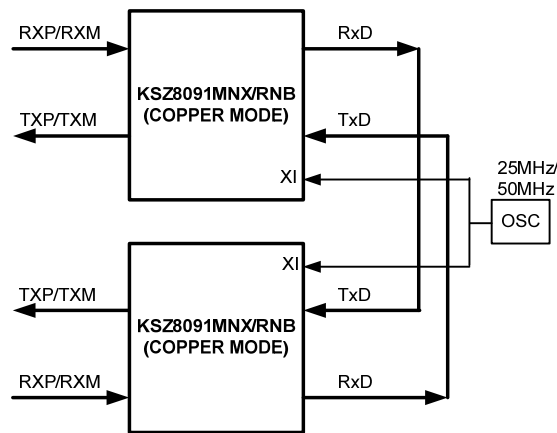 RXP/RXM
RxD
KSZ8091MNX/RNB
(COPPER MODE)
TXP/TXM
TxD
XI
25MHz/
50MHz
OSC
XI
TXP/TXM
TxD
KSZ8091MNX/RNB
(COPPER MODE)
RXP/RXM
RxD